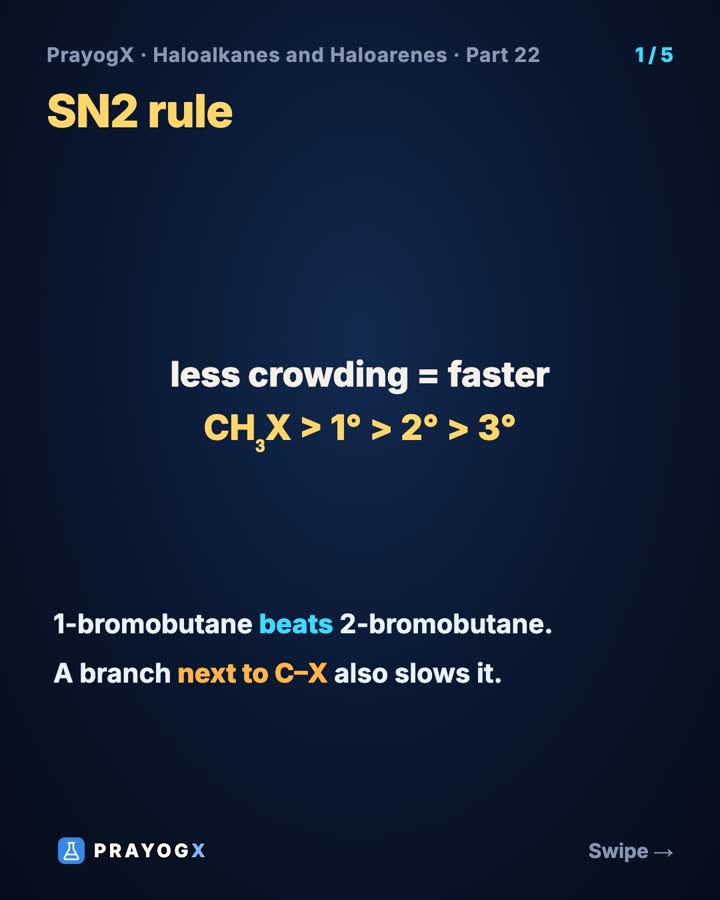 PrayogX · Haloalkanes and Haloarenes · Part 22
1/5
SN2 rule
less crowding = faster
CH₃X > 1° > 2° > 3°
1-bromobutane beats 2-bromobutane.
A branch next to C–X also slows it.
PRAYOGX
Swipe →